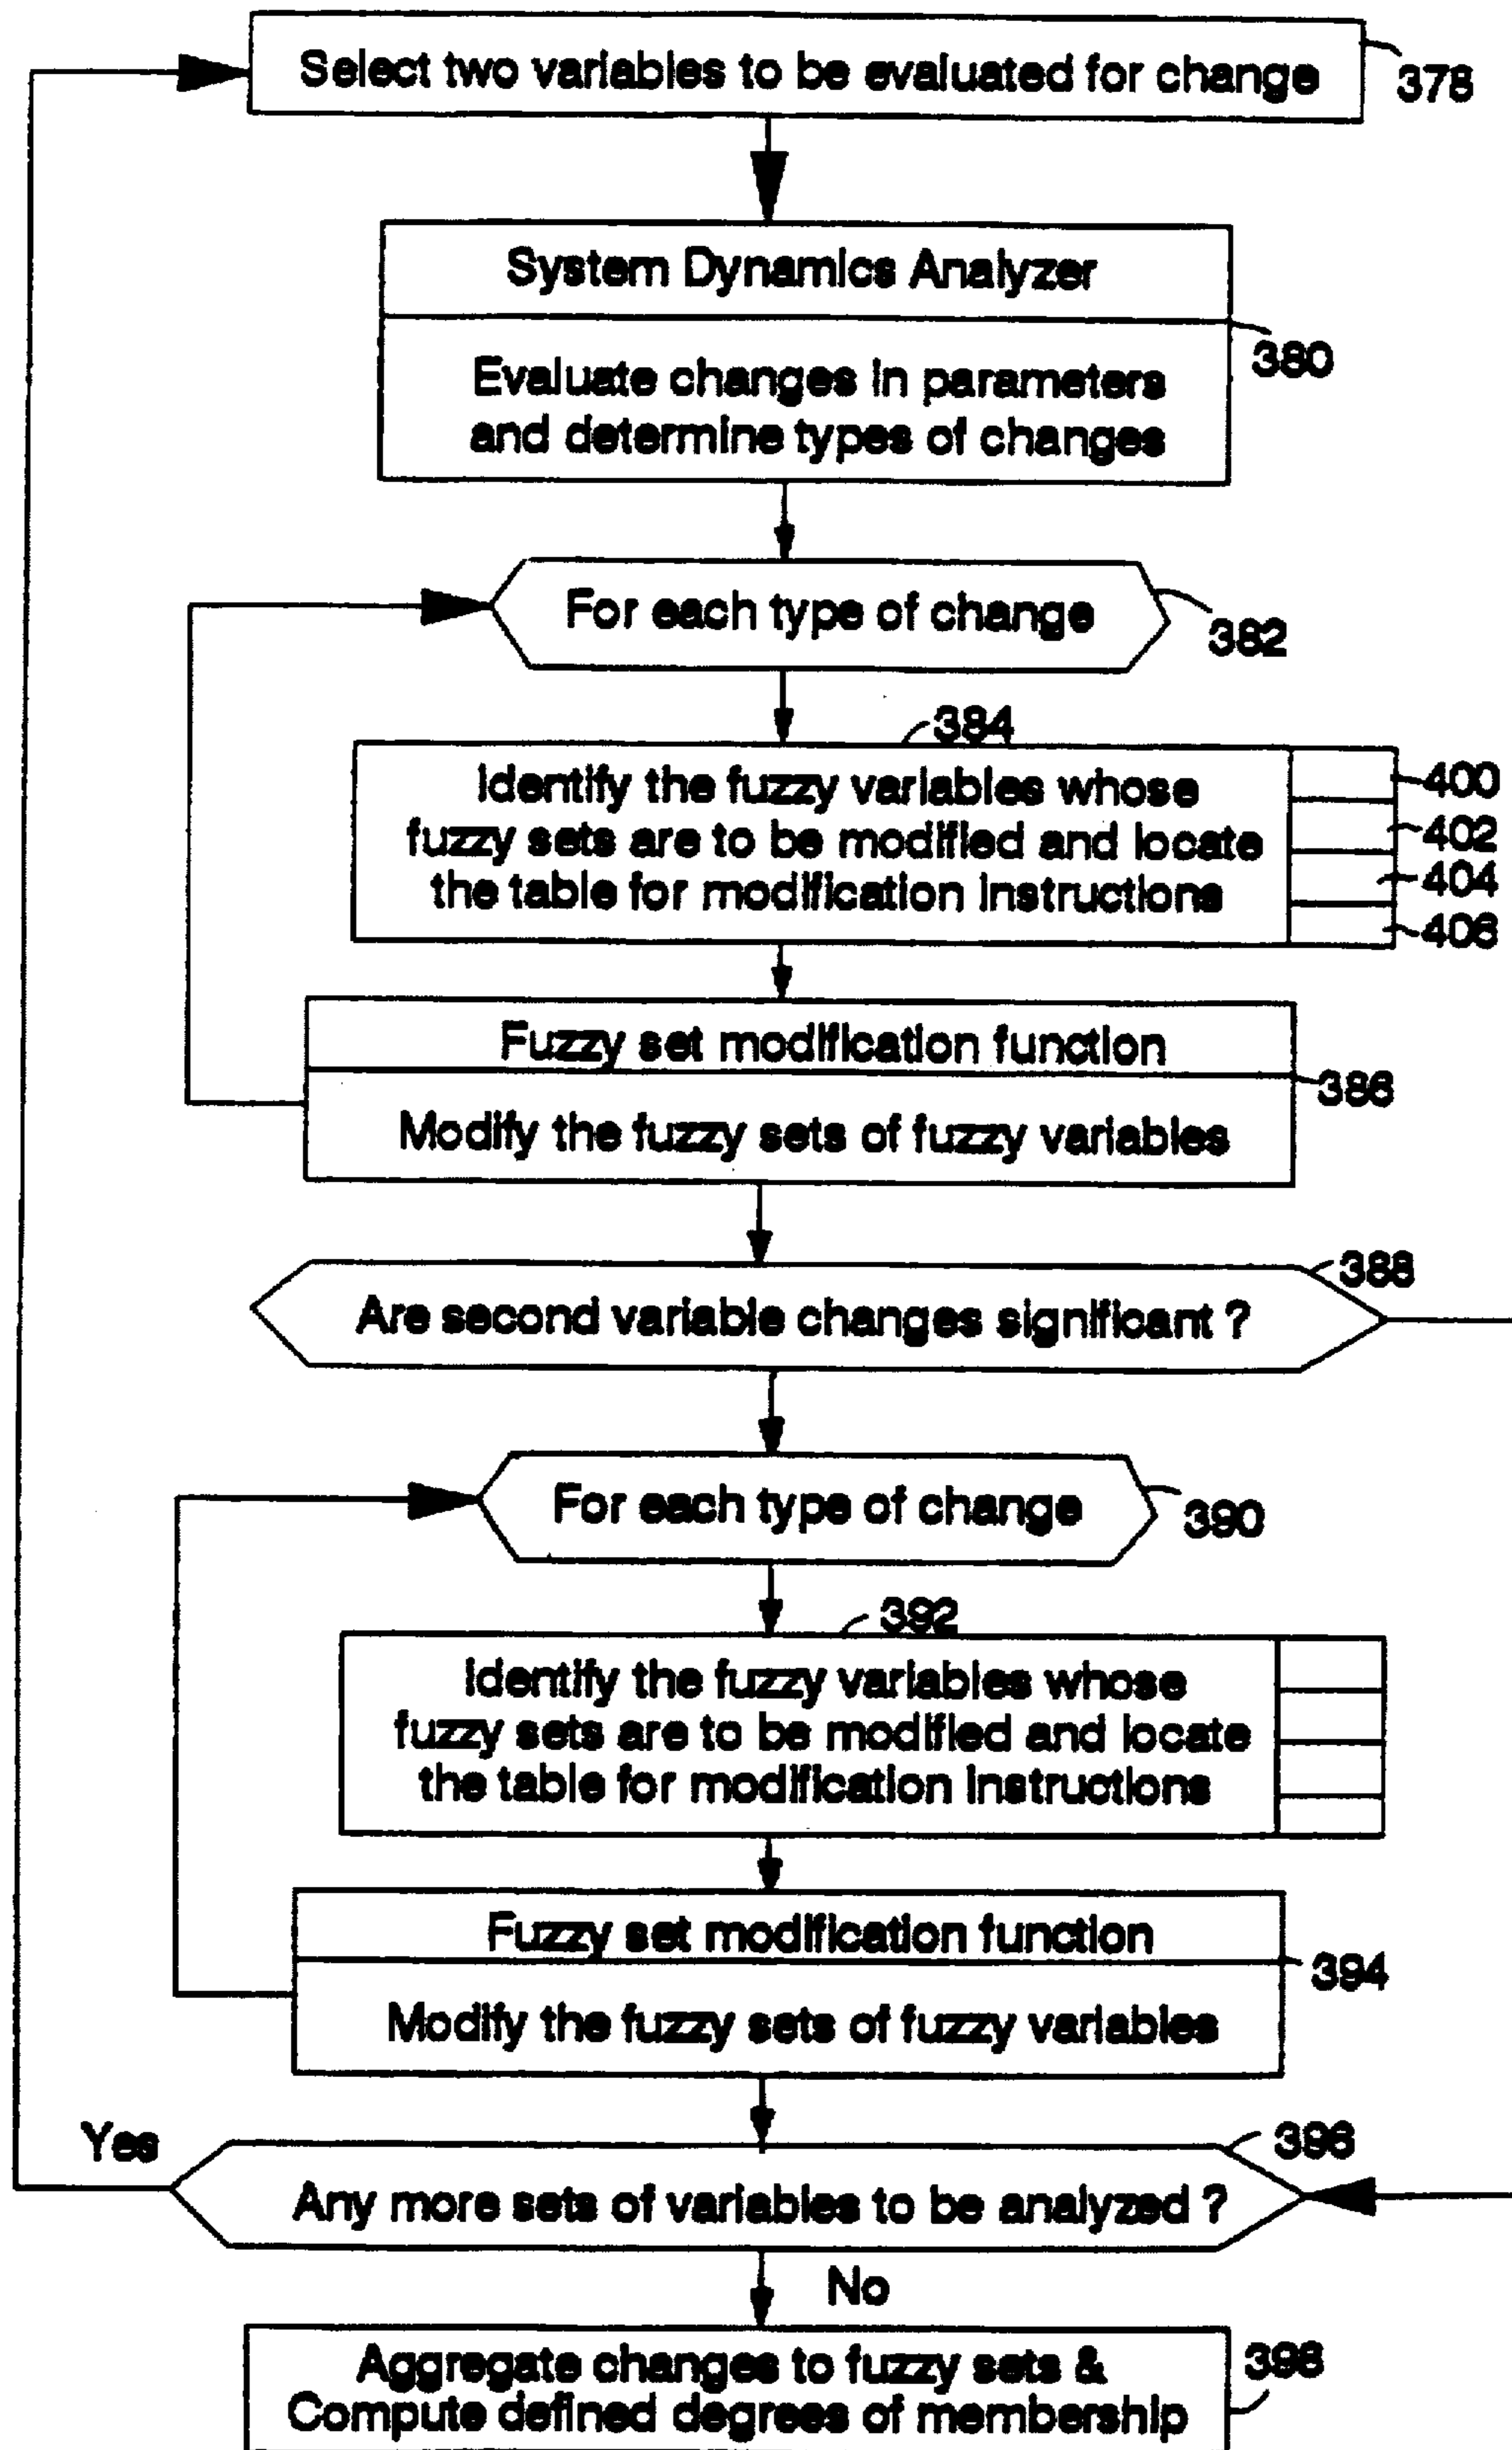 Select two variables to be evaluated for change
378
System Dynamics Analyzer
380
Evaluate changes in parameters
and determine types of changes
For each type of change
382
384
Identify the fuzzy variables whose
fuzzy sets are to be modified and locate
the table for modification instructions
400
402
404
406
Fuzzy set modification function
386
Modify the fuzzy sets of fuzzy variables
388
Are second variable changes significant ?
For each type of change
390
392
Identify the fuzzy variables whose
fuzzy sets are to be modified and locate
the table for modification instructions
Fuzzy set modification function
394
Modify the fuzzy sets of fuzzy variables
Yes
396
Any more sets of variables to be analyzed ?
No
Aggregate changes to fuzzy sets &
Compute defined degrees of membership
398